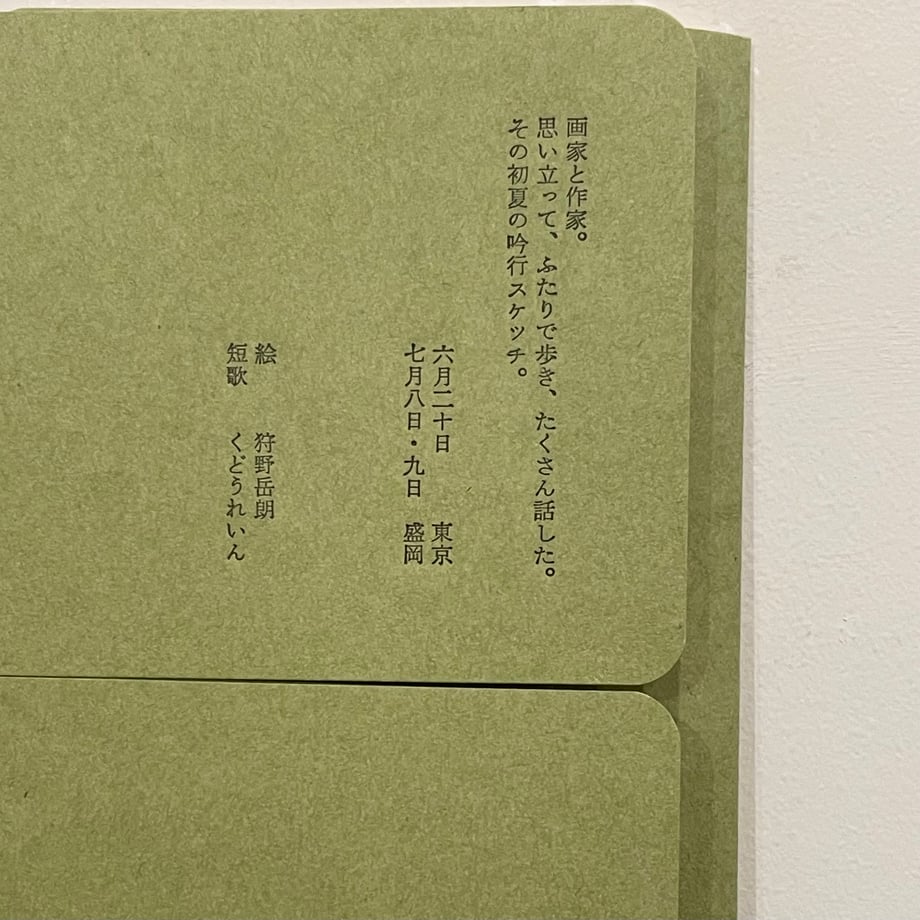 画家と作家。
思い立って、ふたりで歩き、たくさん話した。
その初夏の吟行スケッチ。
六月二十日　東京
七月八日・九日　盛岡
絵　狩野岳朗
短歌　くどうれいん